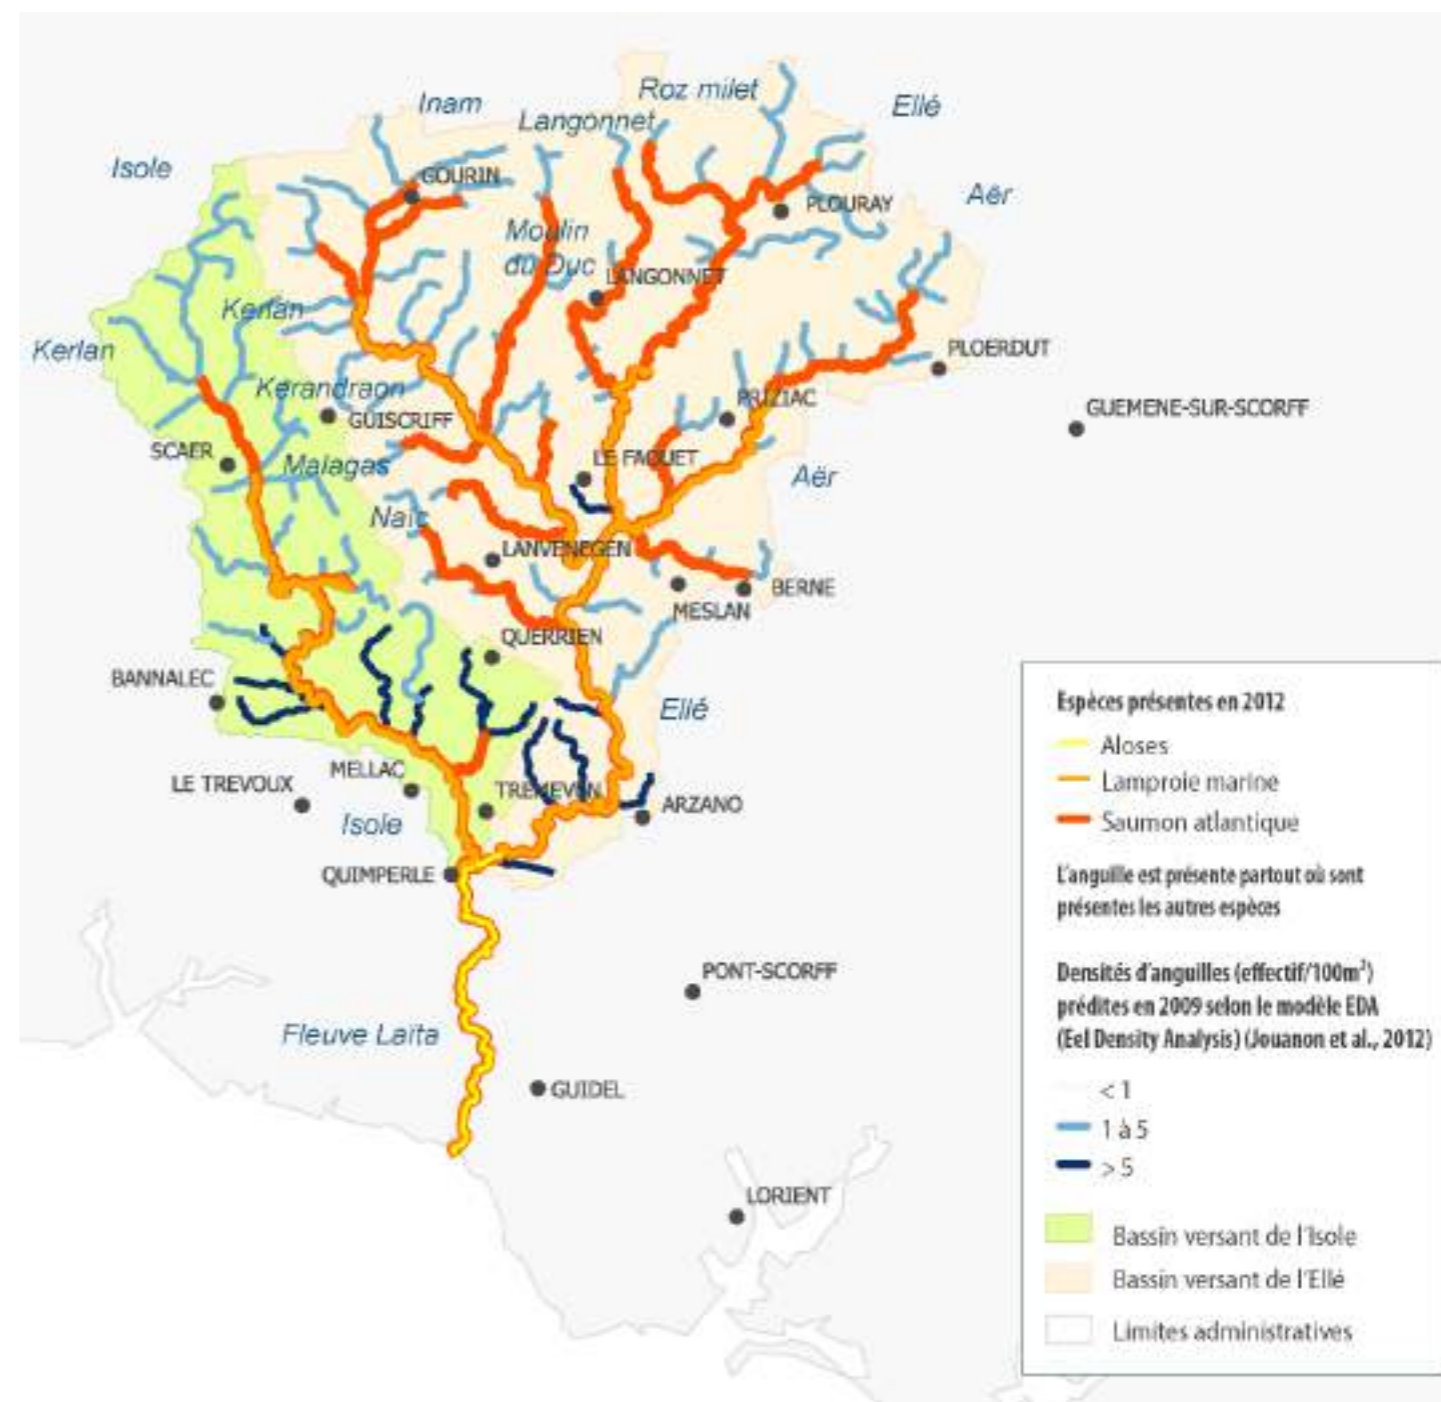 Roz milet
Inam
Ellé
Langonnet
Isole
GOURIN
Aër
PLOURAY
Moulin
du Duc
LANGONNET
Kerlan
Kerlan
PLOERDUT
Kerandraon
PRIZIAC
GUEMENE-SUR-SCORFF
GUISCRIFF
SCAER
LE FAOUET
Malagas
Aër
Naïc
LANVENEGEN
BERNE
MESLAN
QUERRIEN
BANNALEC
Ellé
MELLAC
LE TREVOUX
TREMEVEN
ARZANO
Isole
QUIMPERLE
PONT-SCORFF
Fleuve Laïta
GUIDEL
LORIENT
Espèces présentes en 2012
Aloses
Lamproie marine
Saumon atlantique
L'anguille est présente partout où sont
présentes les autres espèces
Densités d'anguilles (effectif/100m²)
prédites en 2009 selon le modèle EDA
(Eel Density Analysis) (Jouanon et al., 2012)
< 1
1 à 5
> 5
Bassin versant de l'Isole
Bassin versant de l'Ellé
Limites administratives